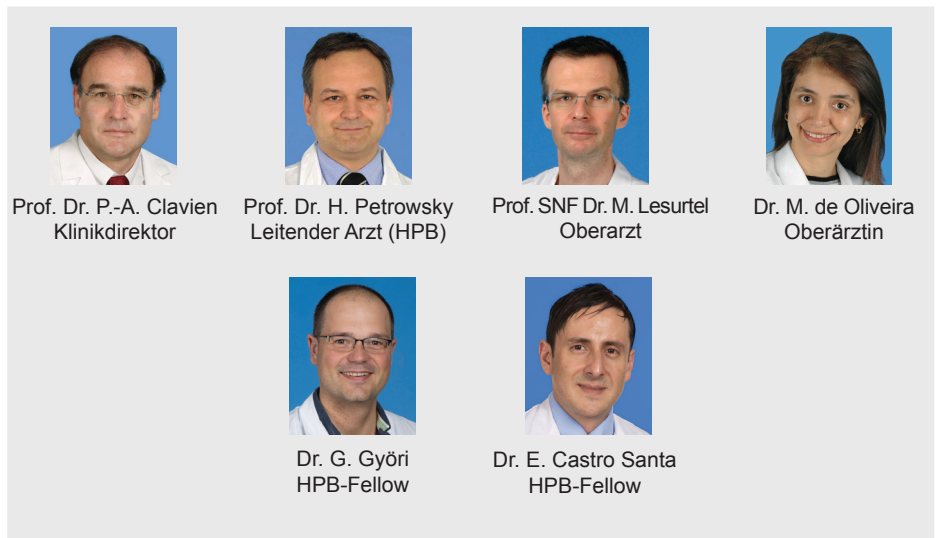 Prof. Dr. P.-A. Clavien
Klinikdirektor
Prof. Dr. H. Petrowsky
Leitender Arzt (HPB)
Prof. SNF Dr. M. Lesurtel
Oberarzt
Dr. M. de Oliveira
Oberärztin
Dr. G. Györi
HPB-Fellow
Dr. E. Castro Santa
HPB-Fellow